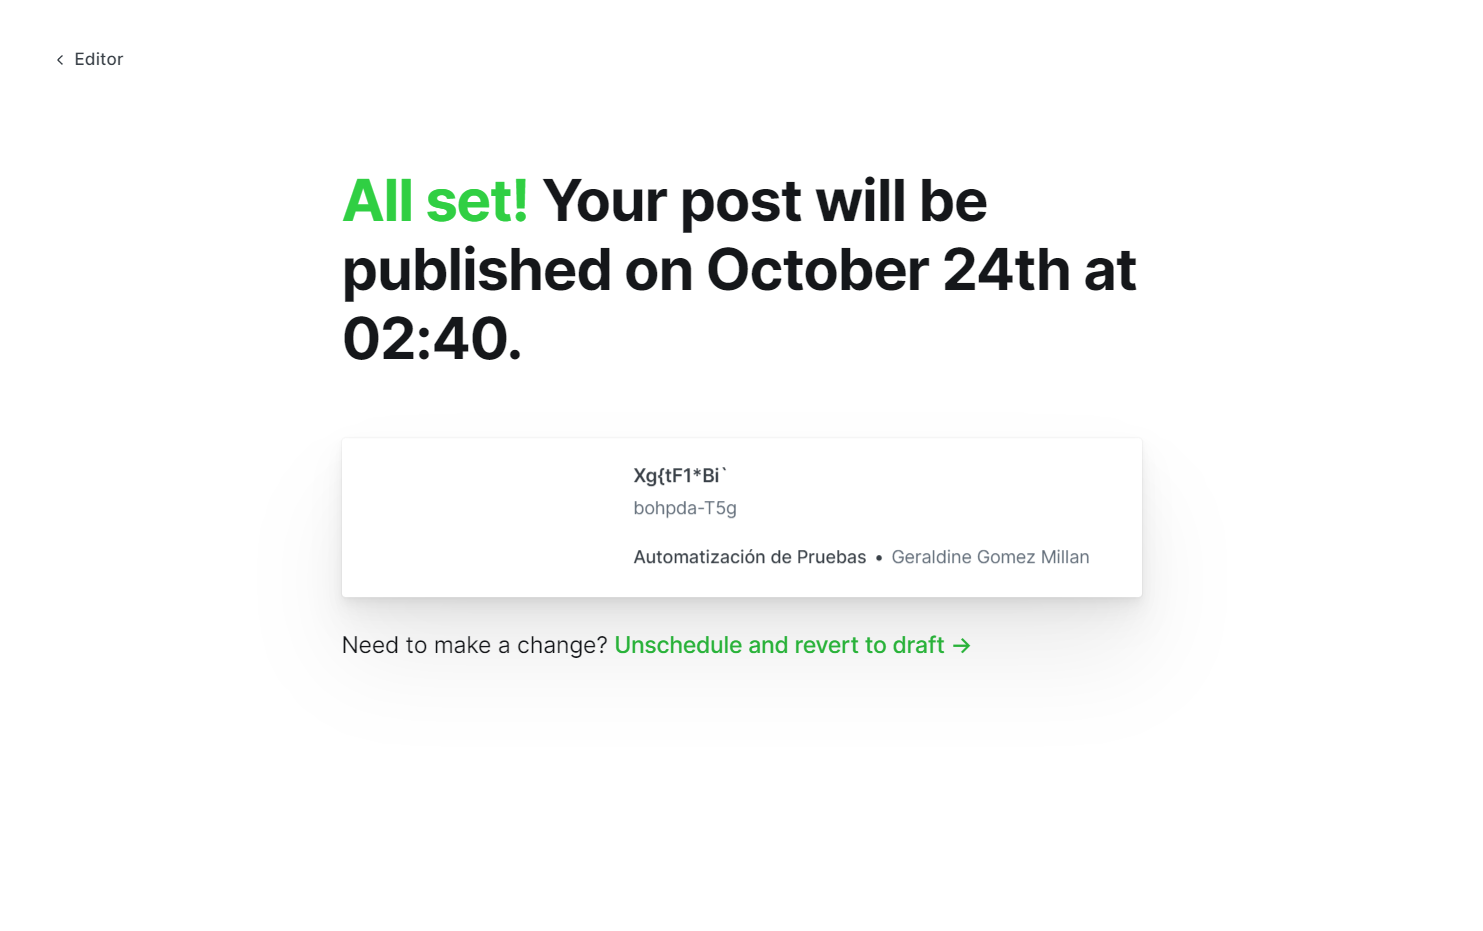 Editor
All set! Your post will be
published on October 24th at
02:40.
Xg{tF1*Bi`
bohpda-T5g
Automatización de Pruebas • Geraldine Gomez Millan
Need to make a change? Unschedule and revert to draft →